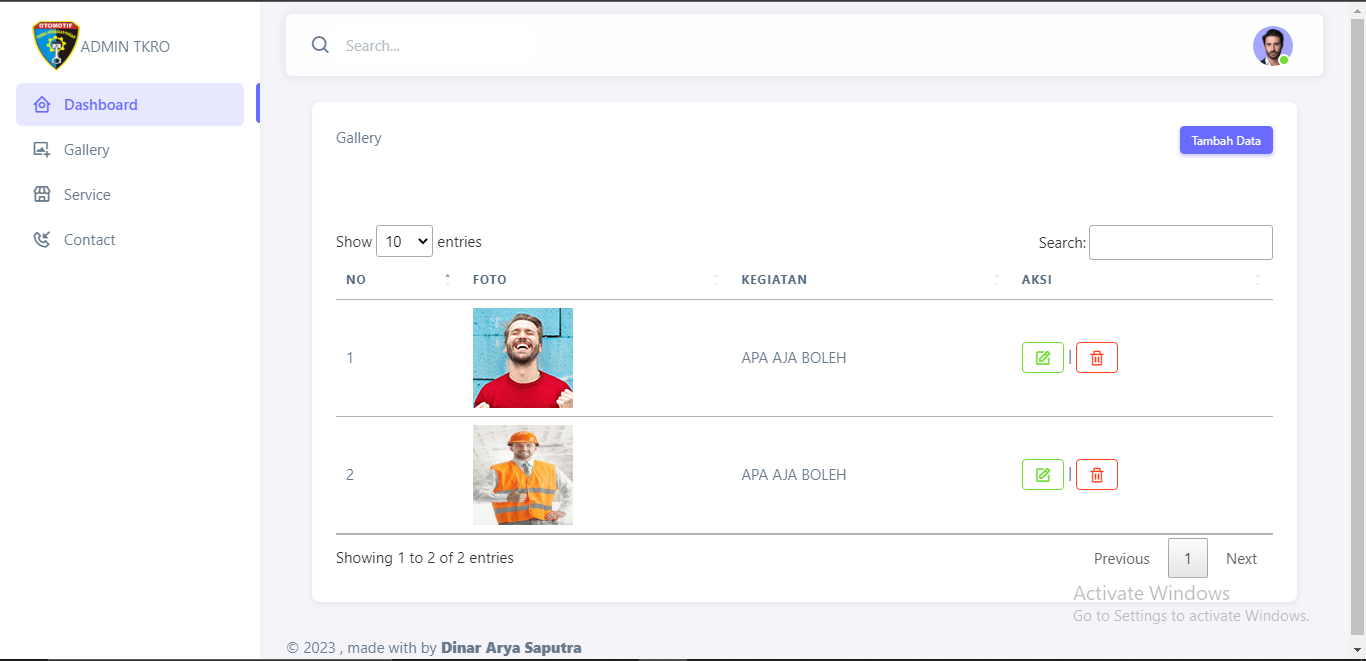 OTOMOTIF
ADMIN TKRO
Dashboard
Gallery
Service
Contact
Search...
Gallery
Tambah Data
Show 10 entries
Search:
NO FOTO KEGIATAN AKSI
1 APA AJA BOLEH |
2 APA AJA BOLEH |
Showing 1 to 2 of 2 entries
Previous 1 Next
Activate Windows
Go to Settings to activate Windows.
© 2023 , made with by Dinar Arya Saputra